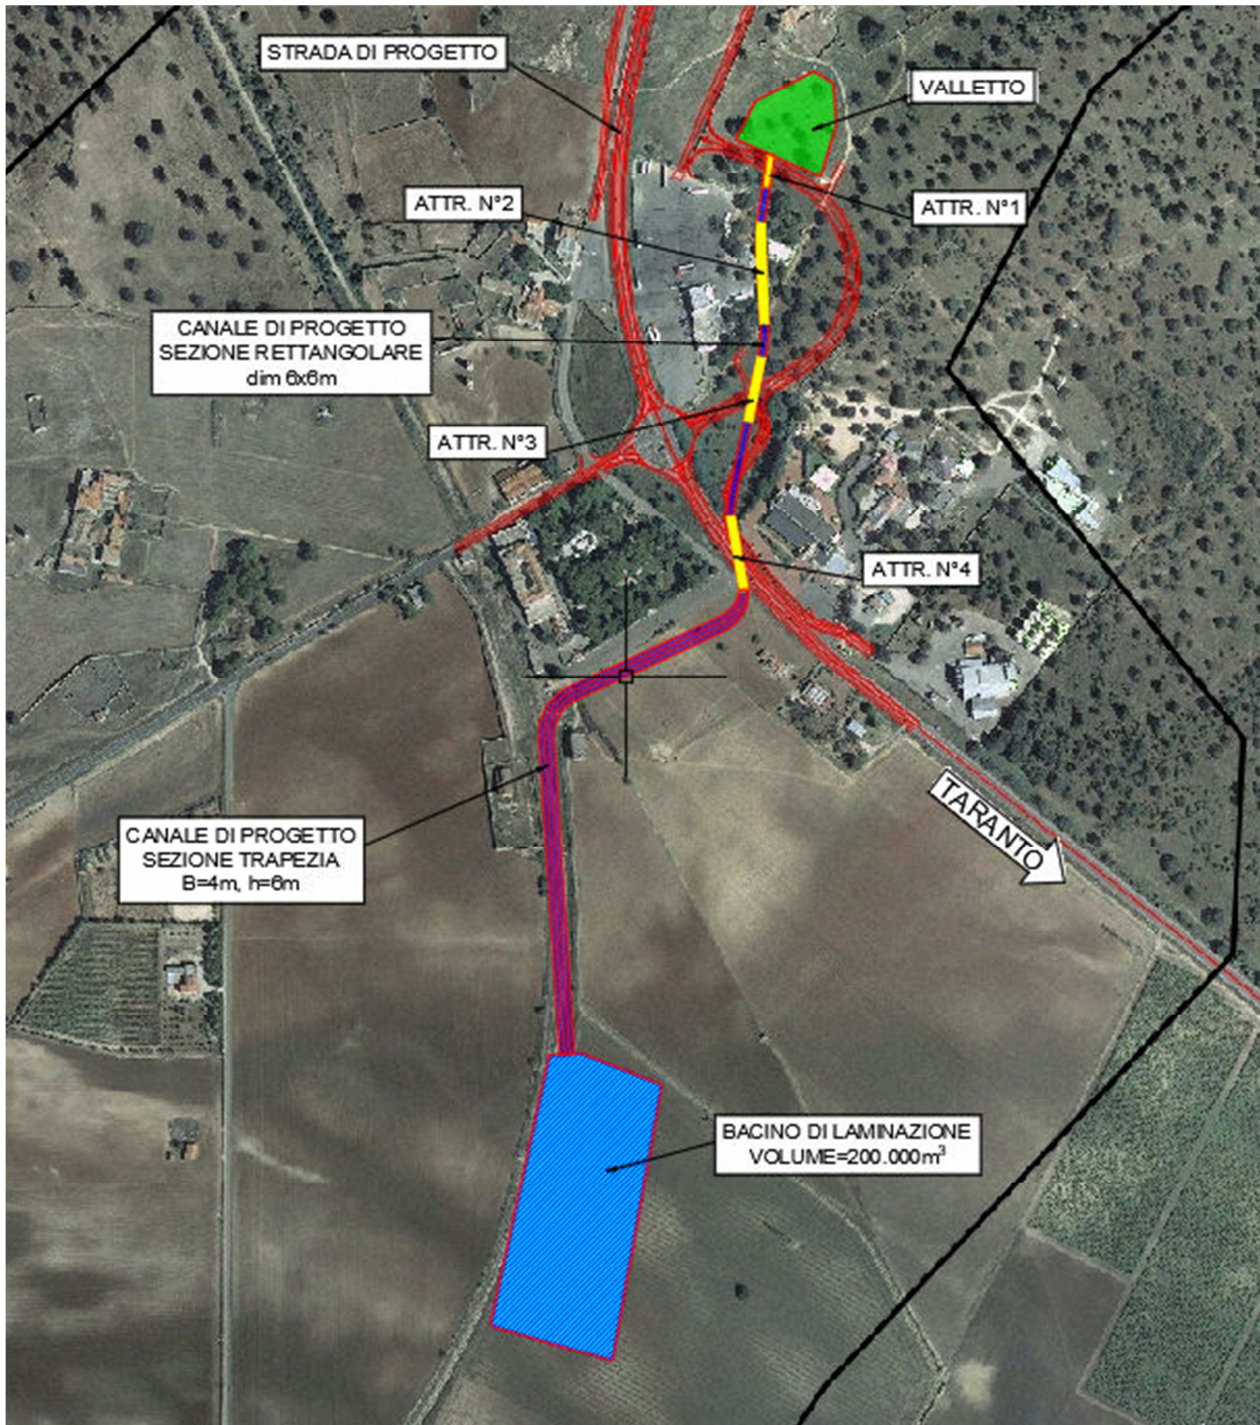 STRADA DI PROGETTO
VALLETTO
ATTR. N°2
ATTR. N°1
CANALE DI PROGETTO
SEZIONE RETTANGOLARE
dim 6x6m
ATTR. N°3
ATTR. N°4
TARANTO
CANALE DI PROGETTO
SEZIONE TRAPEZIA
B=4m, h=6m
BACINO DI LAMINAZIONE
VOLUME=200.000m³